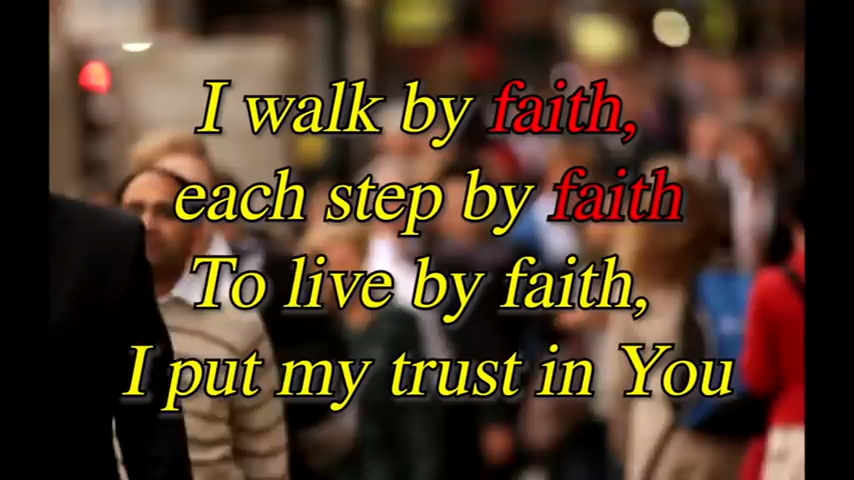 I walk by faith,
each step by faith
To live by faith,
I put my trust in You